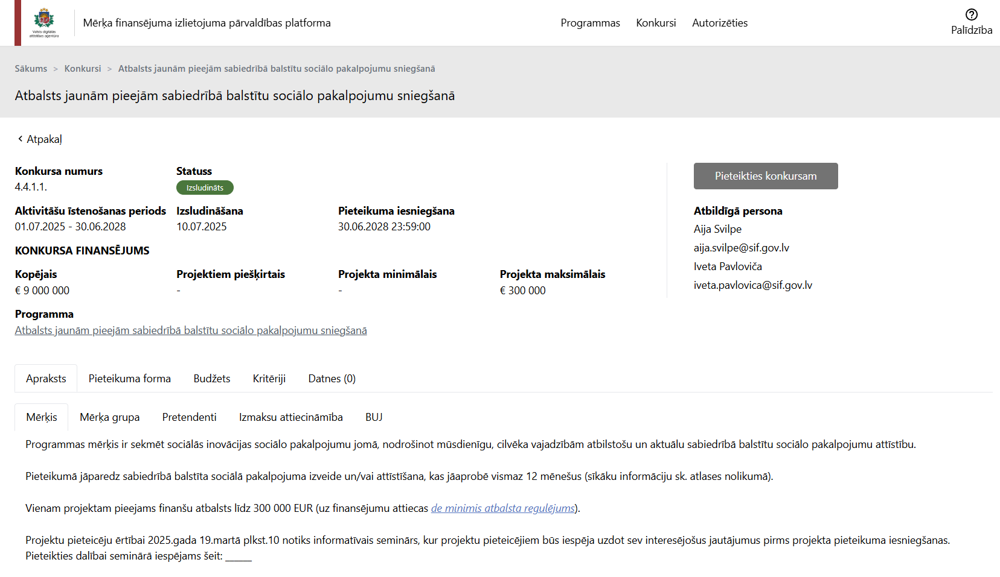 Valsts digitālās
attīstības aģentūra
Mērķa finansējuma izlietojuma pārvaldības platforma
Programmas Konkursi Autorizēties
Palīdzība
Sākums > Konkursi > Atbalsts jaunām pieejām sabiedrībā balstītu sociālo pakalpojumu sniegšanā
Atbalsts jaunām pieejām sabiedrībā balstītu sociālo pakalpojumu sniegšanā
Atpakaļ
Konkursa numurs Statuss
4.4.1.1. Izsludināts
Aktivitāšu īstenošanas periods Izsludināšana Pieteikuma iesniegšana
01.07.2025 - 30.06.2028 10.07.2025 30.06.2028 23:59:00
KONKURSA FINANSĒJUMS
Kopējais Projektiem piešķirtais Projekta minimālais Projekta maksimālais
€ 9 000 000 - - € 300 000
Programma
Atbalsts jaunām pieejām sabiedrībā balstītu sociālo pakalpojumu sniegšanā
Pieteikties konkursam
Atbildīgā persona
Aija Svilpe
aija.svilpe@sif.gov.lv
Iveta Pavloviča
iveta.pavlovica@sif.gov.lv
Apraksts Pieteikuma forma Budžets Kritēriji Datnes (0)
Mērķis Mērķa grupa Pretendenti Izmaksu attiecināmība BUJ
Programmas mērķis ir sekmēt sociālās inovācijas sociālo pakalpojumu jomā, nodrošinot mūsdienīgu, cilvēka vajadzībām atbilstošu un aktuālu sabiedrībā balstītu sociālo pakalpojumu attīstību.
Pieteikumā jāparedz sabiedrībā balstīta sociālā pakalpojuma izveide un/vai attīstīšana, kas jāaprobē vismaz 12 mēnešus (sīkāku informāciju sk. atlases nolikumā).
Vienam projektam pieejams finanšu atbalsts līdz 300 000 EUR (uz finansējumu attiecas de minimis atbalsta regulējums).
Projektu pieteicēju ērtībai 2025.gada 19.martā plkst.10 notiks informatīvais seminārs, kur projektu pieteicējiem būs iespēja uzdot sev interesējošus jautājumus pirms projekta pieteikuma iesniegšanas.
Pieteikties dalībai seminārā iespējams šeit: _____